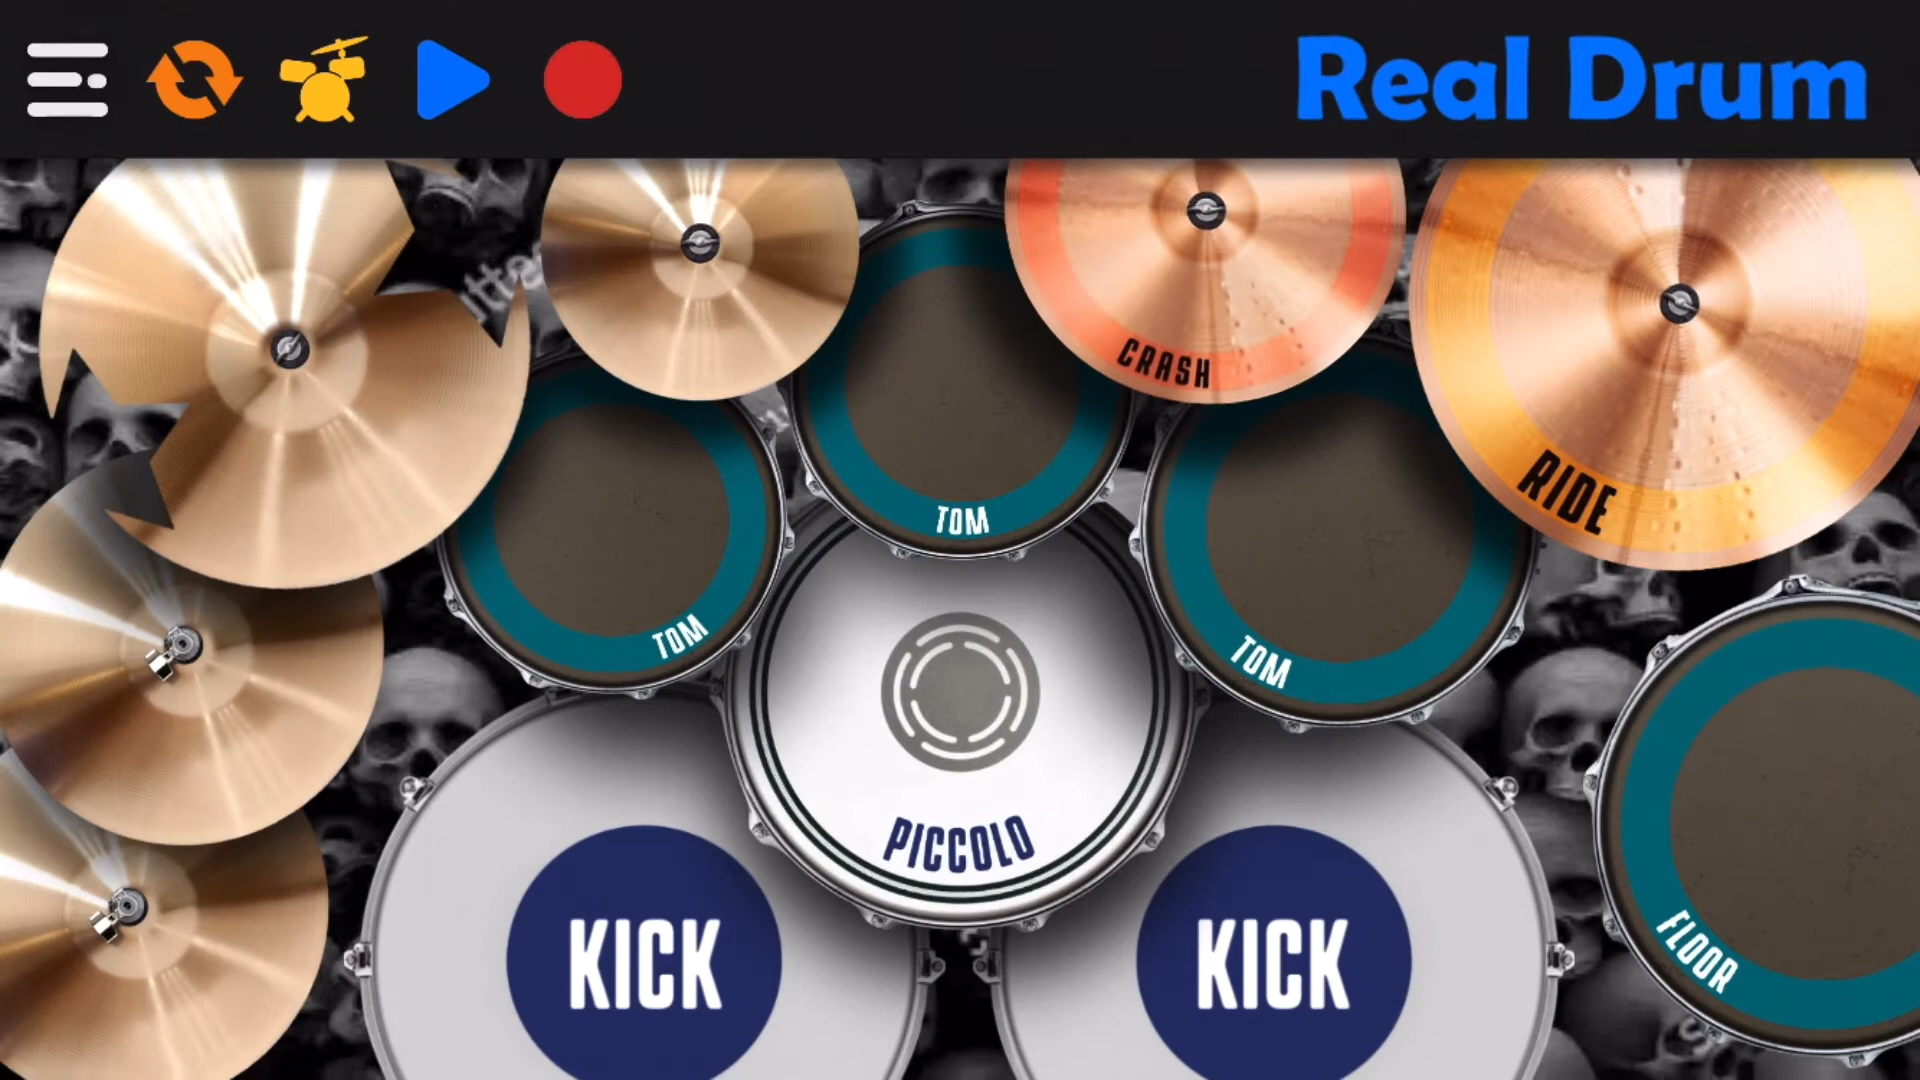 Real Drum
CRASH
RIDE
TOM
TOM
TOM
PICCOLO
KICK
KICK
FLOOR